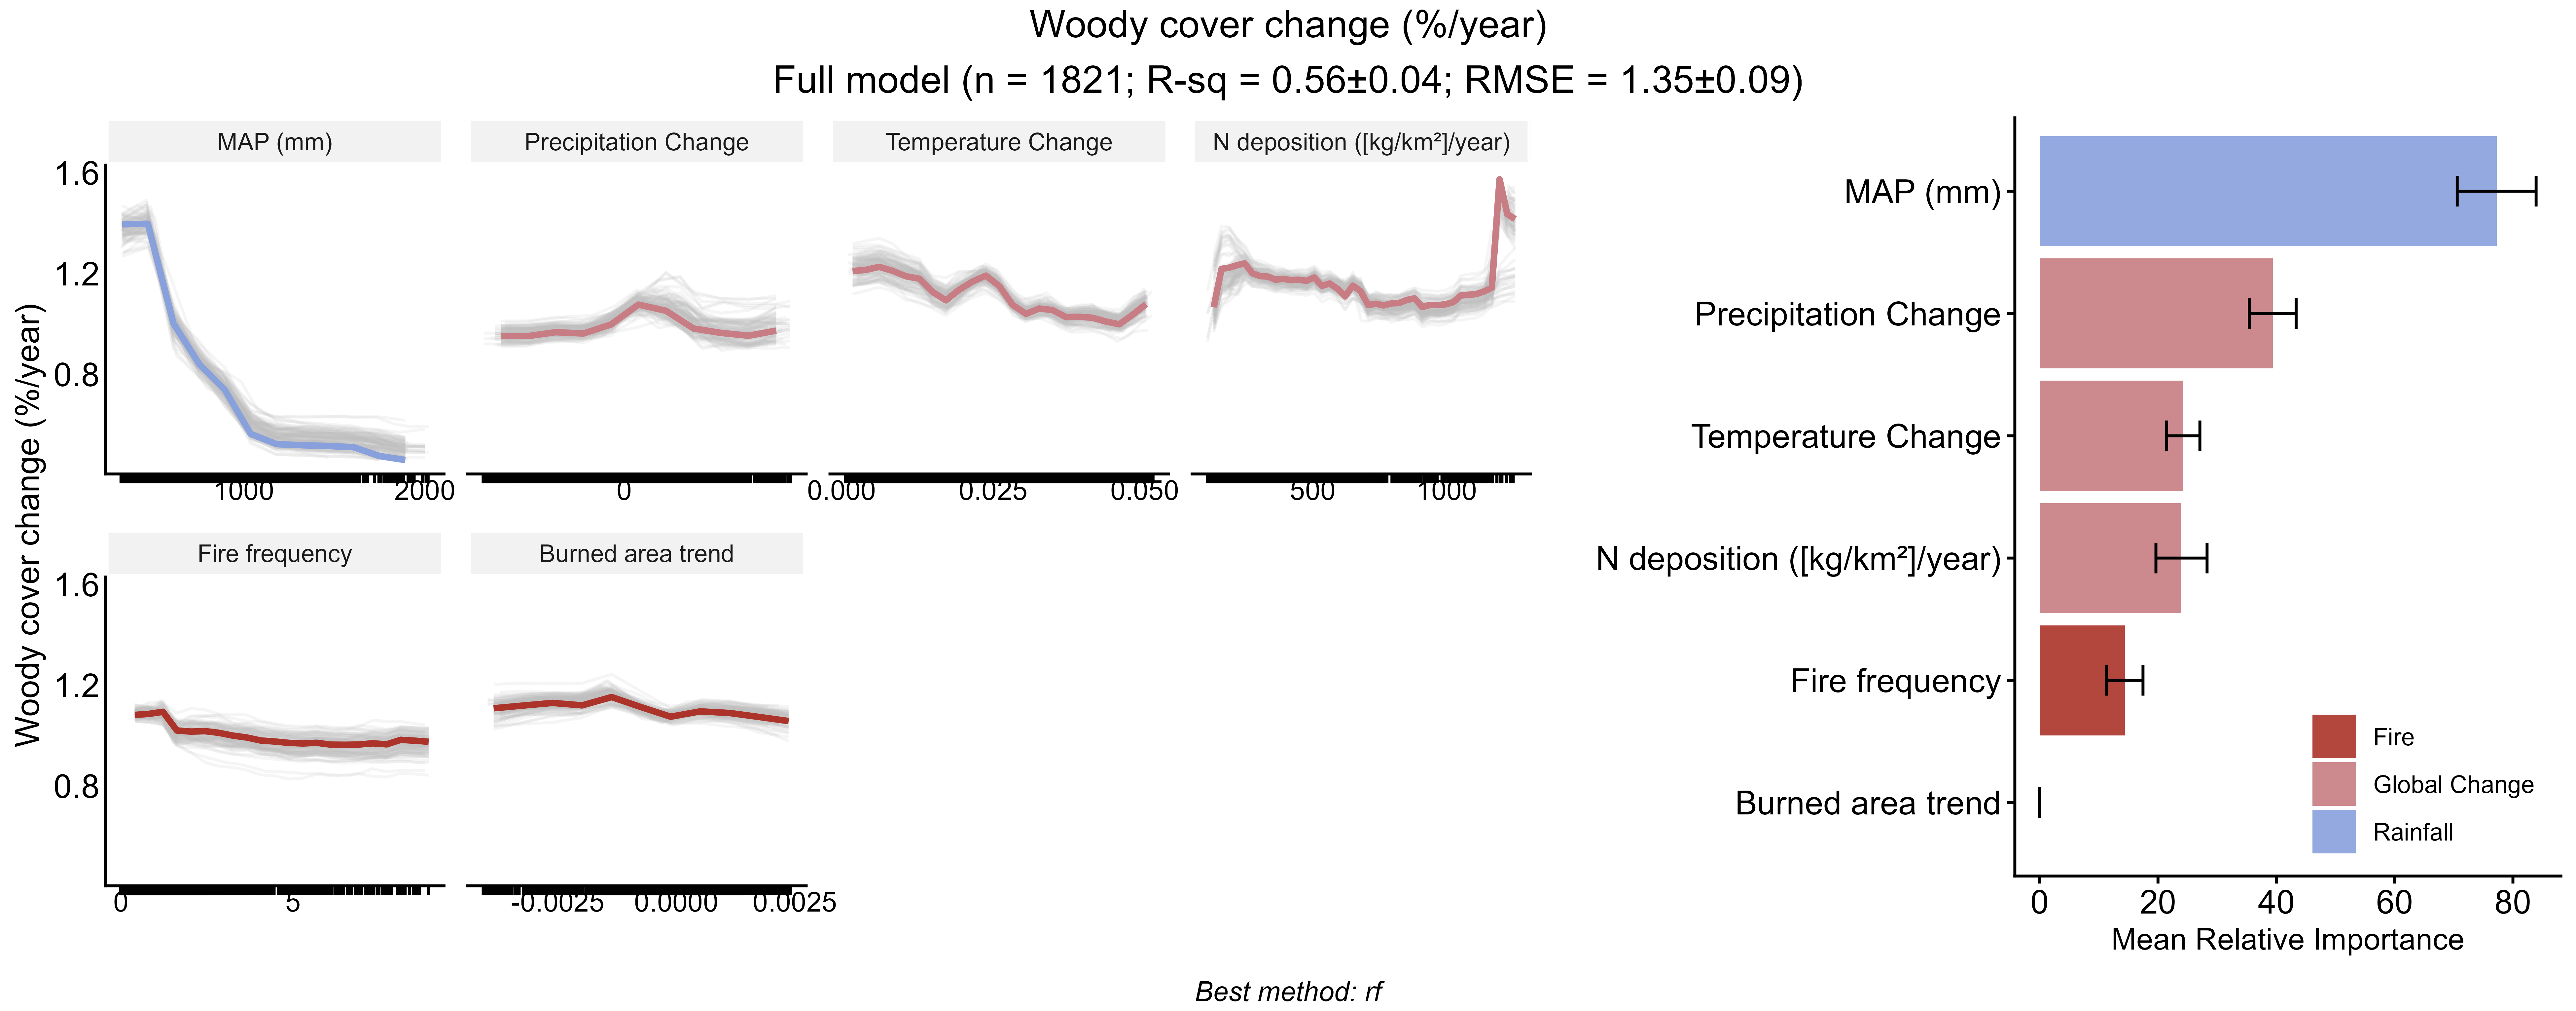 Woody cover change (%/year)
Full model (n = 1821; R-sq = 0.56±0.04; RMSE = 1.35±0.09)
Woody cover change (%/year)
MAP (mm)
Precipitation Change
Temperature Change
N deposition ([kg/km²]/year)
1.6
1.2
0.8
1000 2000
0
0.000 0.025 0.050
500 1000
Fire frequency
Burned area trend
1.6
1.2
0.8
0 5
-0.0025 0.0000 0.0025
MAP (mm)
Precipitation Change
Temperature Change
N deposition ([kg/km²]/year)
Fire frequency
Burned area trend
Fire
Global Change
Rainfall
0 20 40 60 80
Mean Relative Importance
Best method: rf